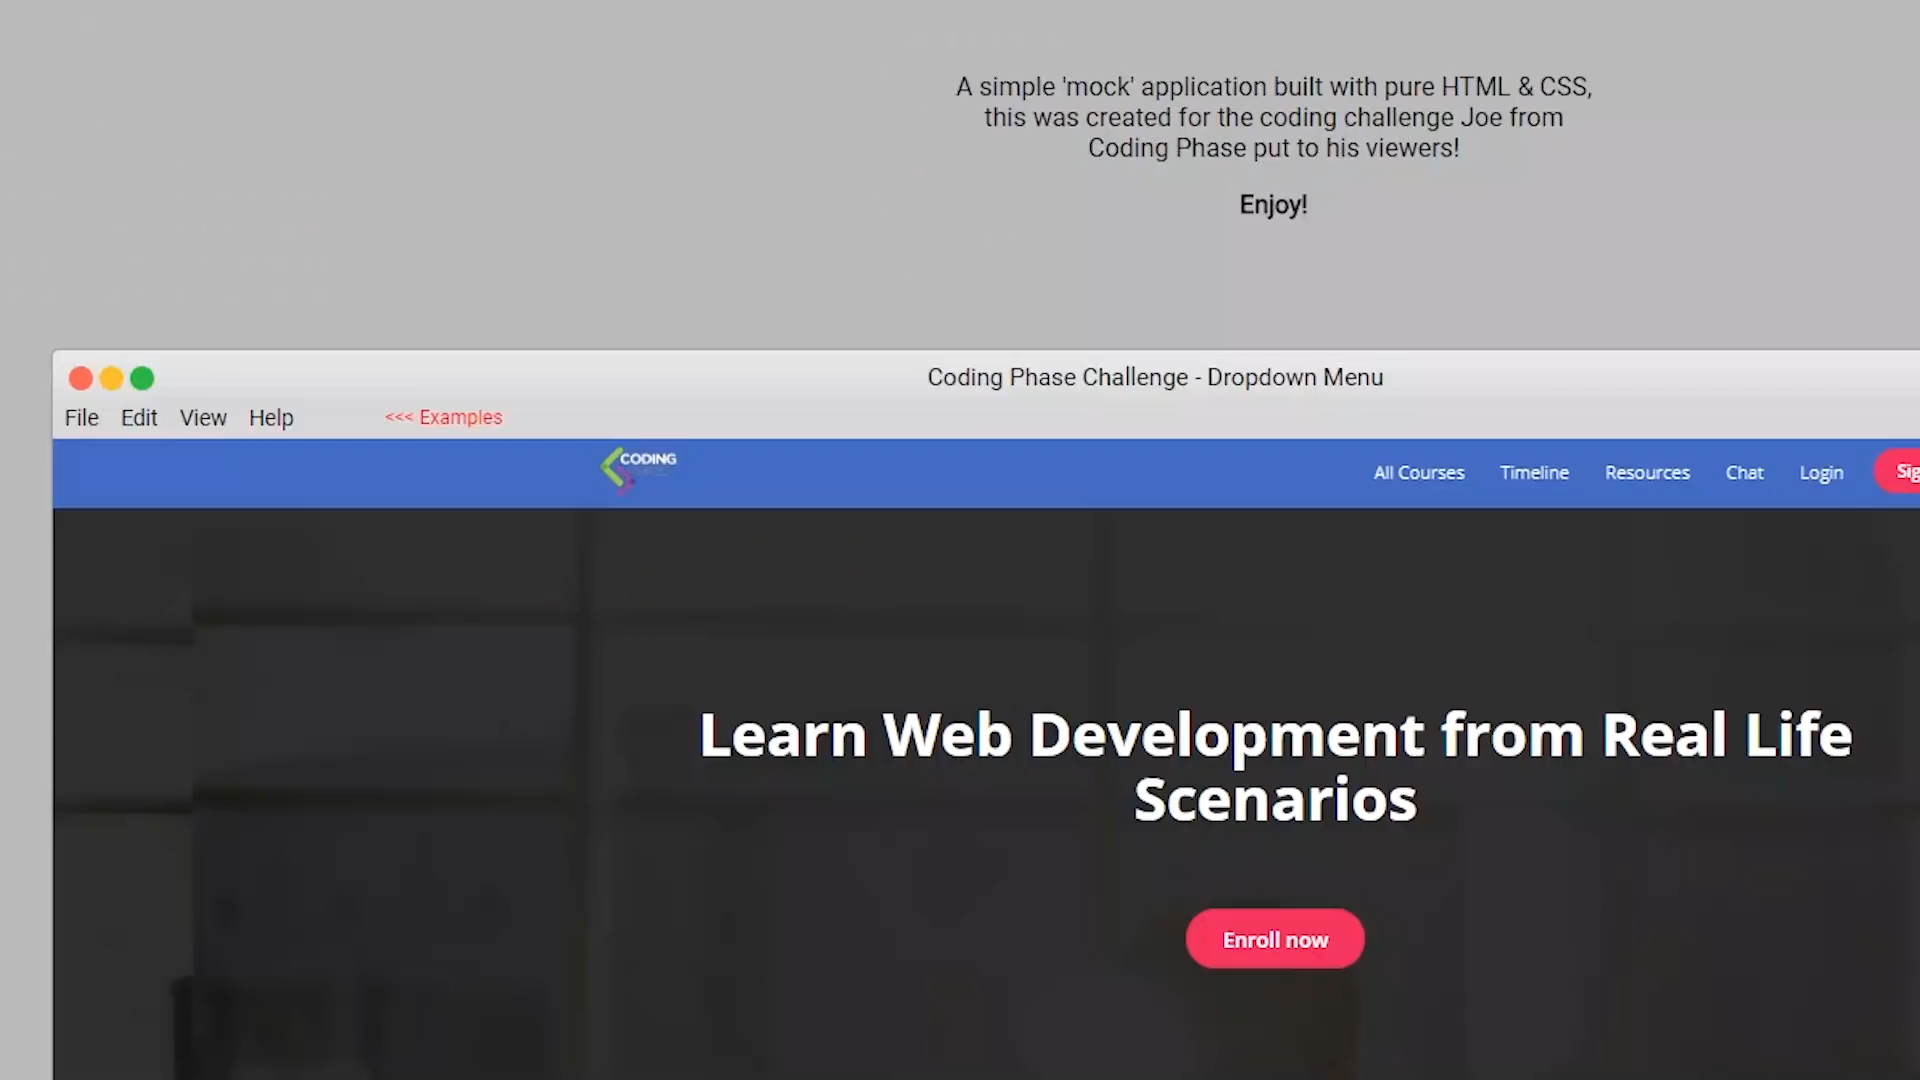 A simple 'mock' application built with pure HTML & CSS,
this was created for the coding challenge Joe from
Coding Phase put to his viewers!
Enjoy!
Coding Phase Challenge - Dropdown Menu
File Edit View Help <<< Examples
CODING All Courses Timeline Resources Chat Login Sig
Learn Web Development from Real Life
Scenarios
Enroll now